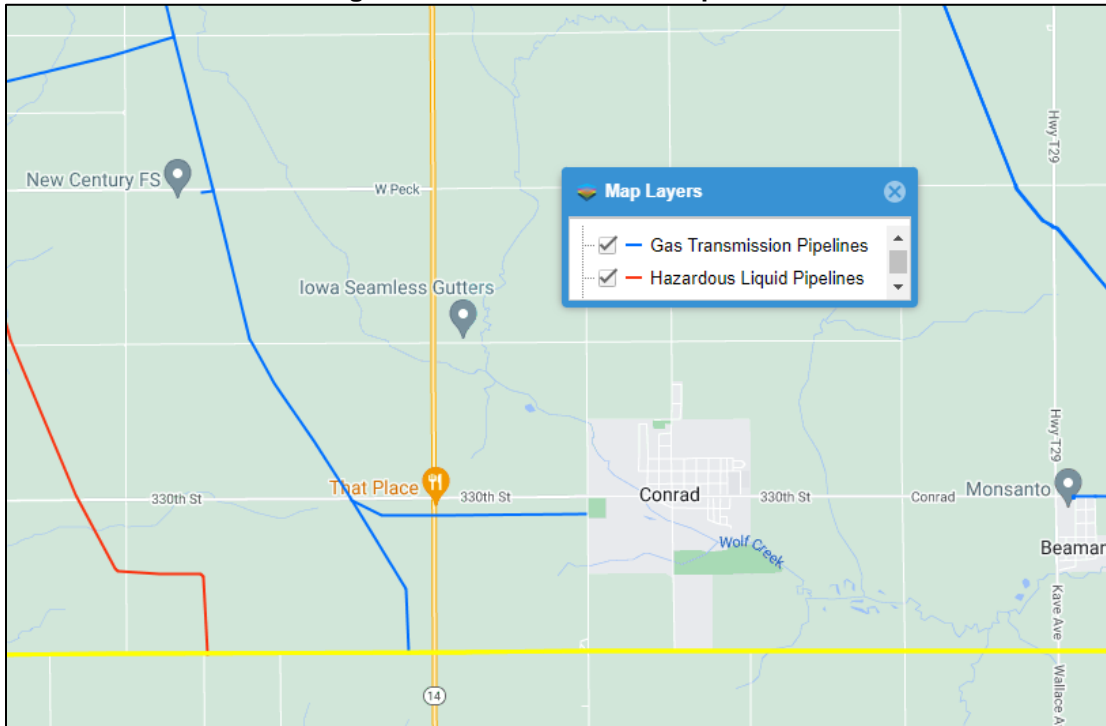 Hwy T29
New Century FS
W Peck
Map Layers
Gas Transmission Pipelines
Hazardous Liquid Pipelines
Iowa Seamless Gutters
Hwy T29
That Place
330th St
330th St
Conrad
330th St
Conrad
Monsanto
Wolf Creek
Beaman
Kave Ave
14
Wallace A